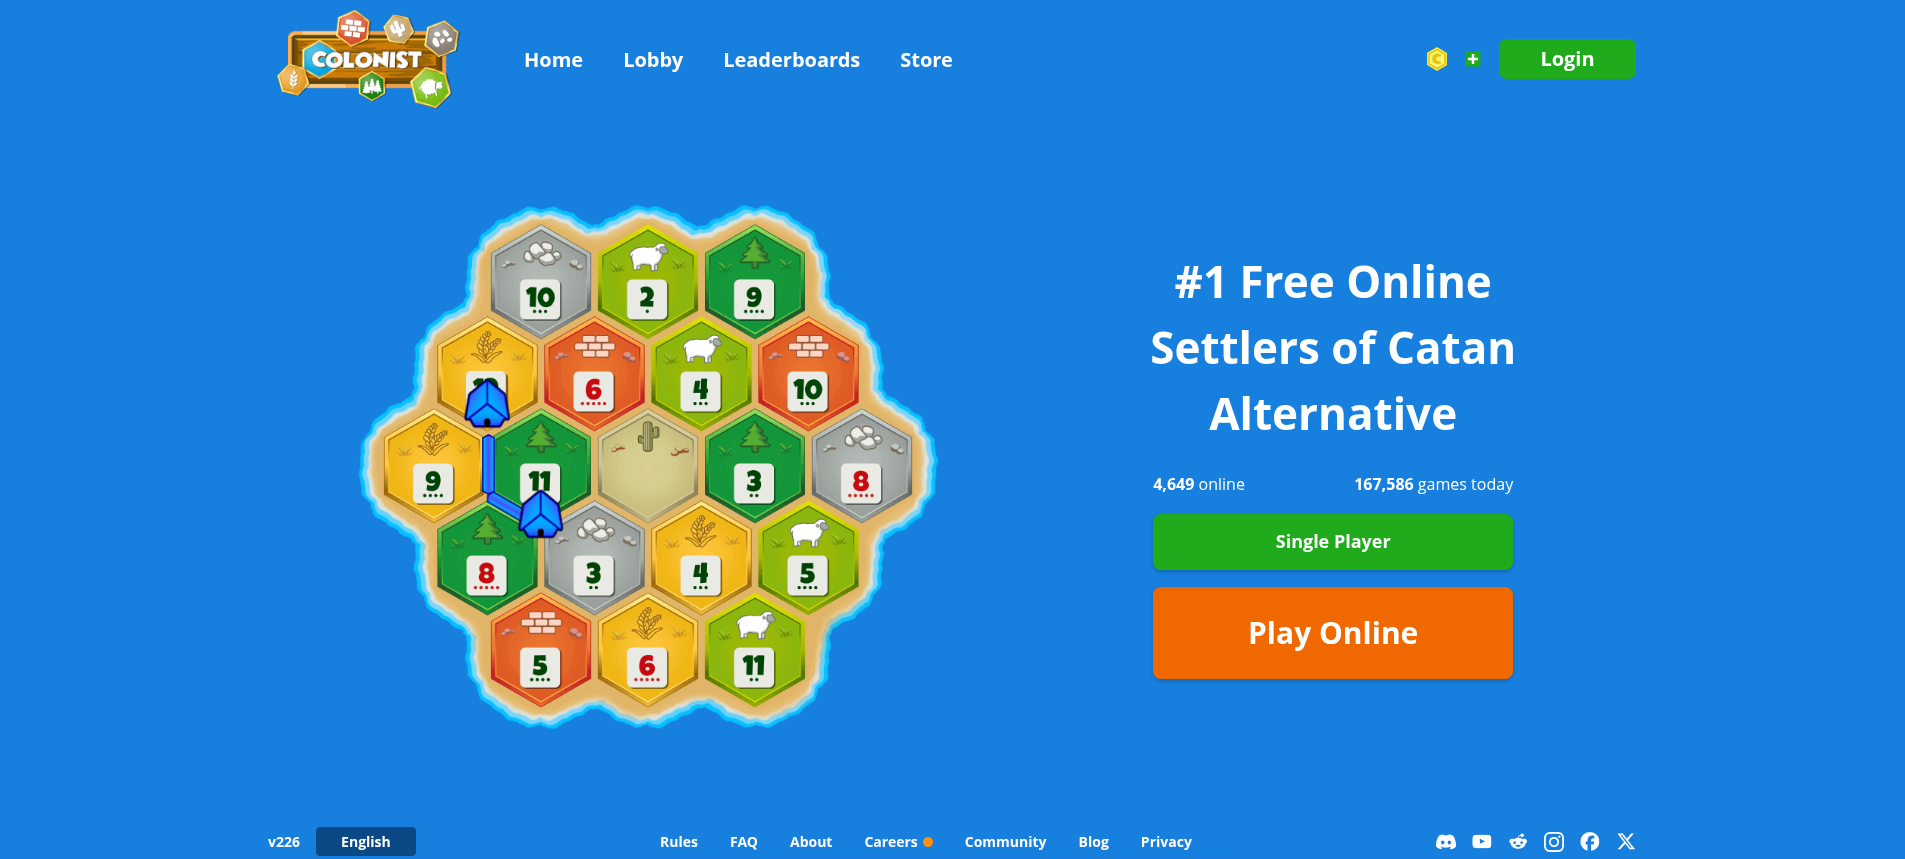 COLONIST
Home Lobby Leaderboards Store
Login
10 2 9
6 4 10
9 11 3 8
8 3 4 5
5 6 11
#1 Free Online
Settlers of Catan
Alternative
4,649 online 167,586 games today
Single Player
Play Online
v226 English Rules FAQ About Careers Community Blog Privacy